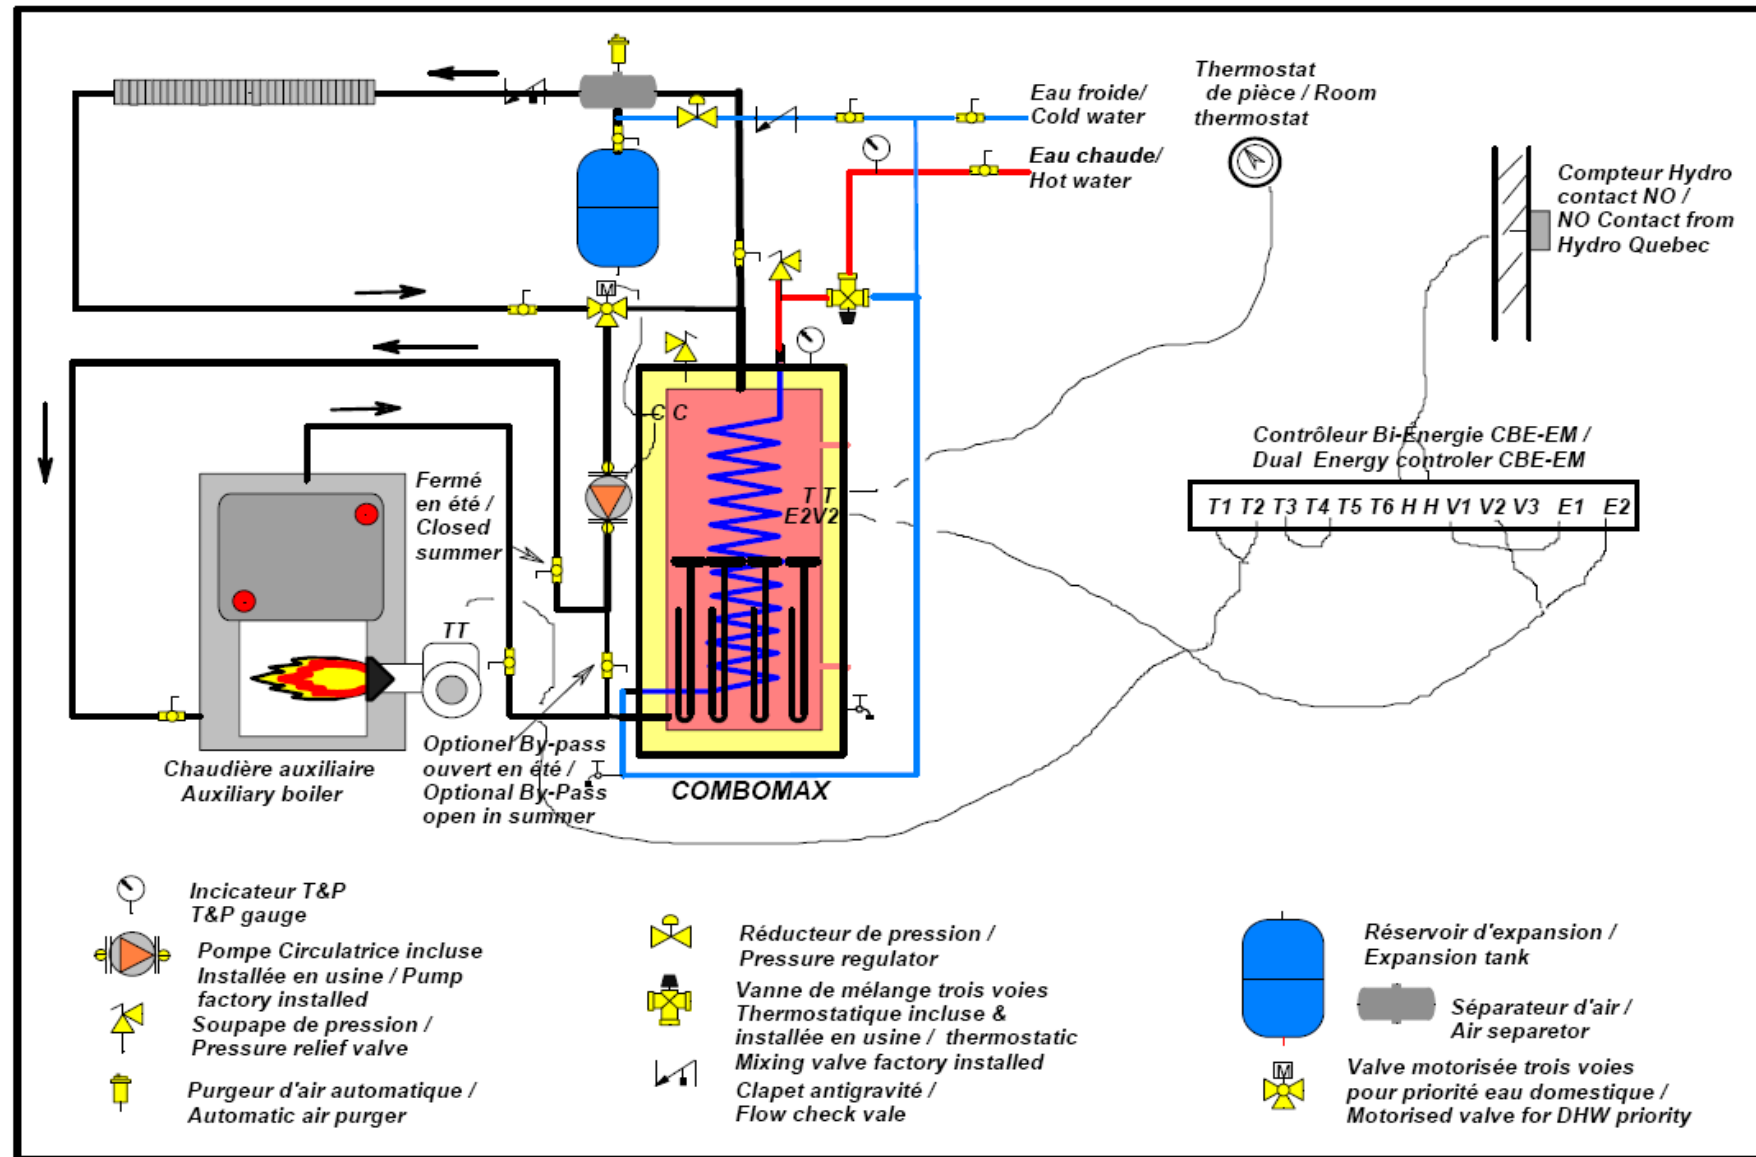 Eau froide/
Cold water
Eau chaude/
Hot water
Thermostat
de pièce / Room
thermostat
Compteur Hydro
contact NO /
NO Contact from
Hydro Quebec
M
C C
Fermé
en été /
Closed
summer
T T
E2V2
Contrôleur Bi-Énergie CBE-EM /
Dual Energy controler CBE-EM
T1 T2 T3 T4 T5 T6 H H V1 V2 V3 E1 E2
TT
Chaudière auxiliaire
Auxiliary boiler
Optionel By-pass
ouvert en été /
Optional By-Pass
open in summer
COMBOMAX
Incicateur T&P
T&P gauge
Pompe Circulatrice incluse
Installée en usine / Pump
factory installed
Soupape de pression /
Pressure relief valve
Purgeur d'air automatique /
Automatic air purger
Réducteur de pression /
Pressure regulator
Vanne de mélange trois voies
Thermostatique incluse &
installée en usine / thermostatic
Mixing valve factory installed
Clapet antigravité /
Flow check vale
Réservoir d'expansion /
Expansion tank
Séparateur d'air /
Air separetor
M
Valve motorisée trois voies
pour priorité eau domestique /
Motorised valve for DHW priority